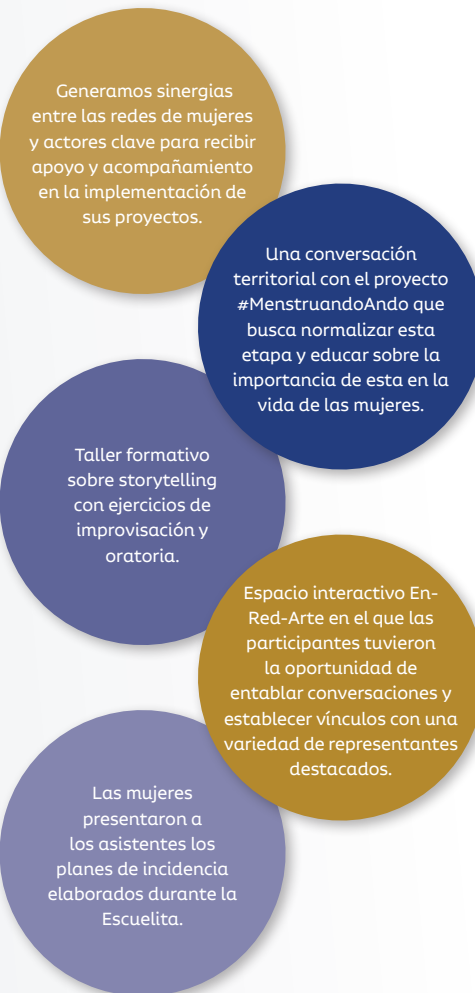 Generamos sinergias
entre las redes de mujeres
y actores clave para recibir
apoyo y acompañamiento
en la implementación de
sus proyectos.
Una conversación
territorial con el proyecto
#MenstruandoAndo que
busca normalizar esta
etapa y educar sobre la
importancia de esta en la
vida de las mujeres.
Taller formativo
sobre storytelling
con ejercicios de
improvisación y
oratoria.
Espacio interactivo En-
Red-Arte en el que las
participantes tuvieron
la oportunidad de
entablar conversaciones y
establecer vínculos con una
variedad de representantes
destacados.
Las mujeres
presentaron a
los asistentes los
planes de incidencia
elaborados durante la
Escuelita.